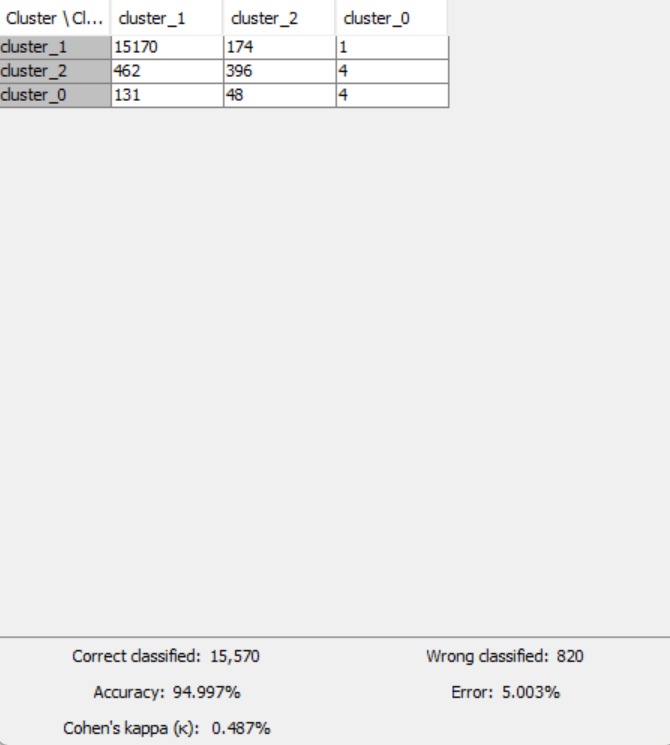 Cluster \ Cl... cluster_1 cluster_2 cluster_0
cluster_1 15170 174 1
cluster_2 462 396 4
cluster_0 131 48 4
Correct classified: 15,570 Wrong classified: 820
Accuracy: 94.997% Error: 5.003%
Cohen's kappa (κ): 0.487%